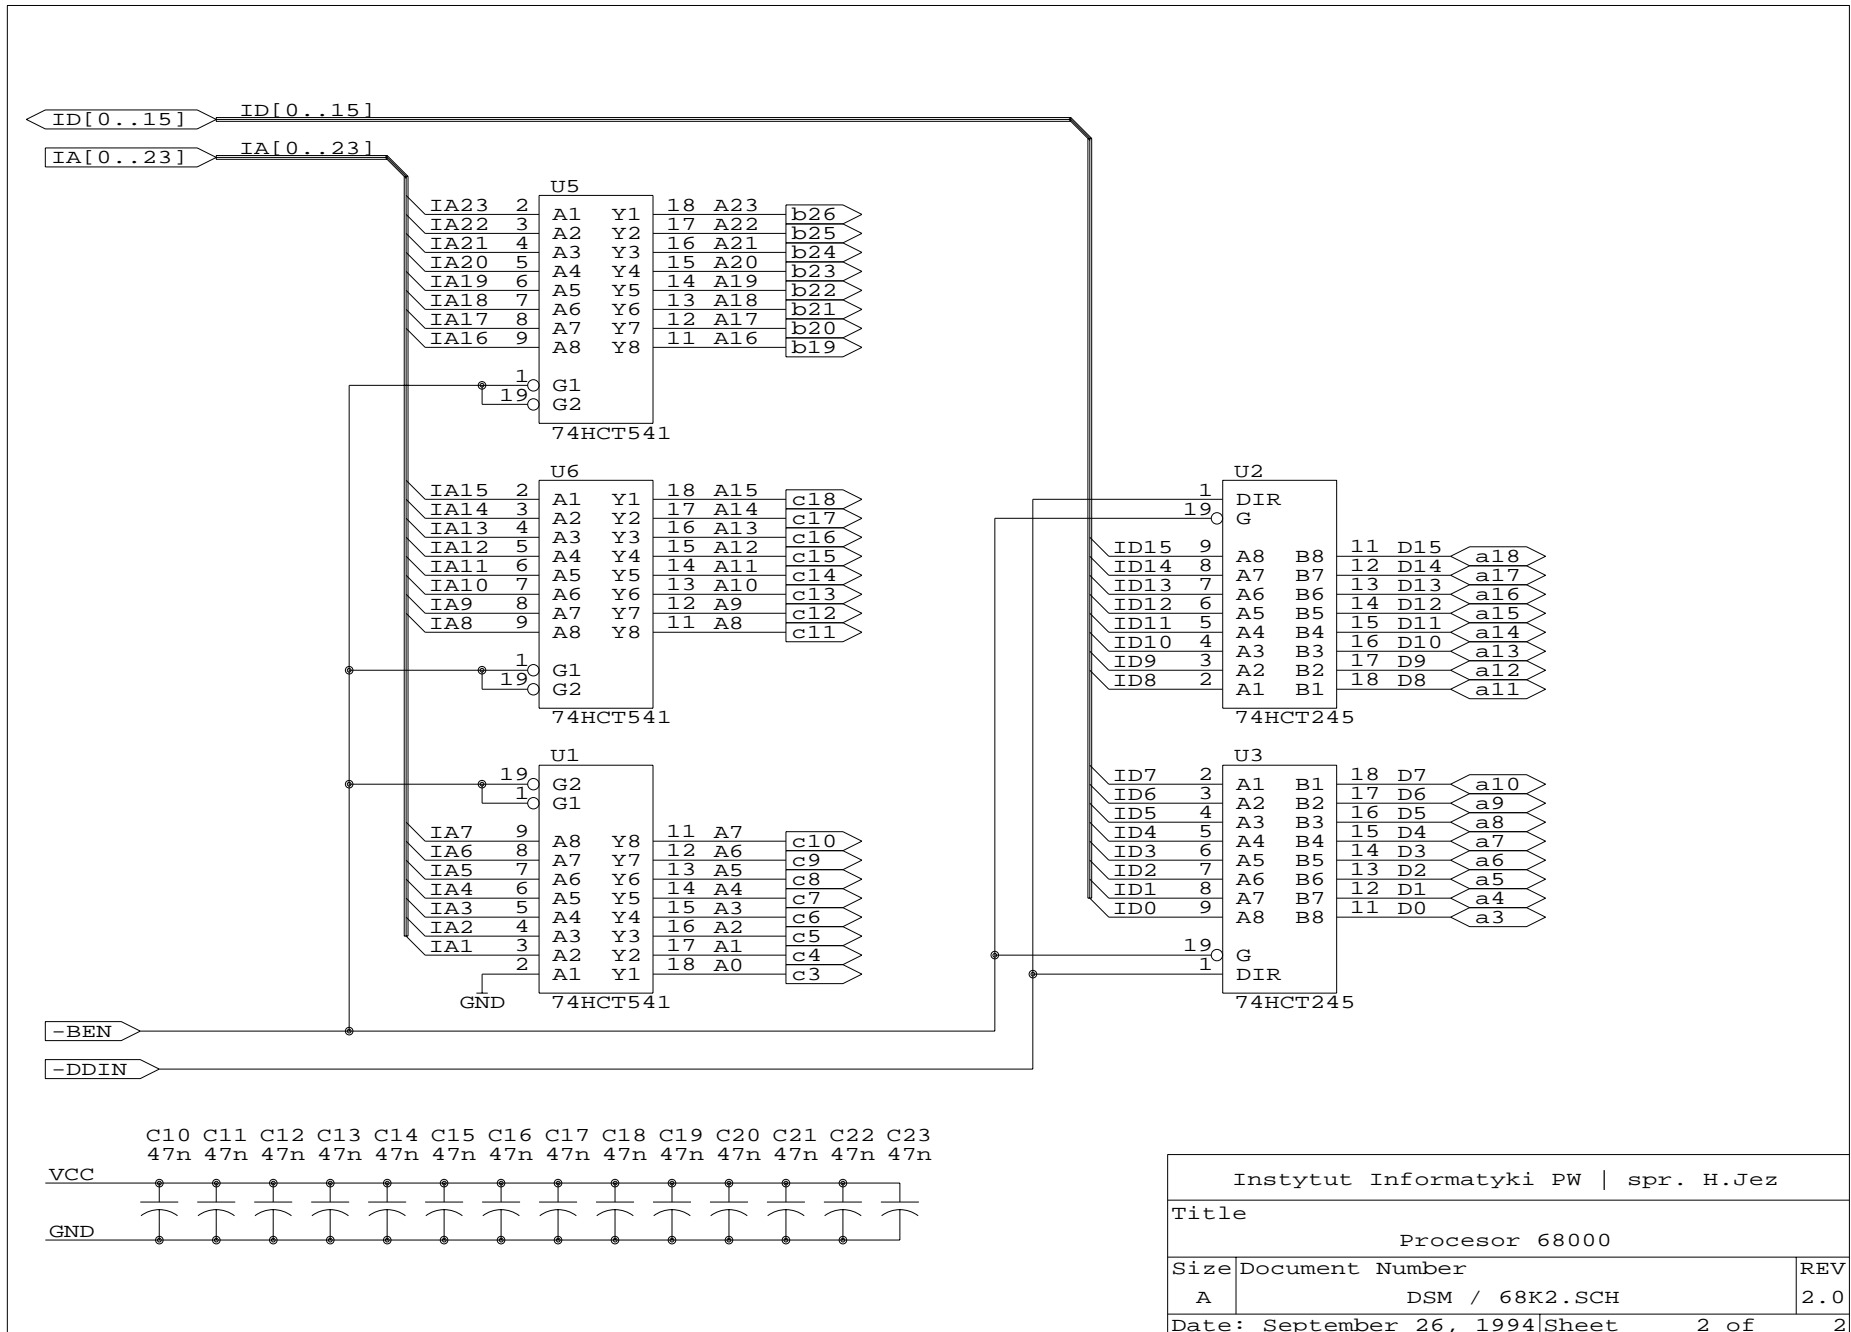 ID[0..15] ID[0..15]
IA[0..23] IA[0..23]
U5
IA23 2 A1 Y1 18 A23 b26
IA22 3 A2 Y2 17 A22 b25
IA21 4 A3 Y3 16 A21 b24
IA20 5 A4 Y4 15 A20 b23
IA19 6 A5 Y5 14 A19 b22
IA18 7 A6 Y6 13 A18 b21
IA17 8 A7 Y7 12 A17 b20
IA16 9 A8 Y8 11 A16 b19
1 G1
19 G2
74HCT541
U6
IA15 2 A1 Y1 18 A15 c18
IA14 3 A2 Y2 17 A14 c17
IA13 4 A3 Y3 16 A13 c16
IA12 5 A4 Y4 15 A12 c15
IA11 6 A5 Y5 14 A11 c14
IA10 7 A6 Y6 13 A10 c13
IA9 8 A7 Y7 12 A9 c12
IA8 9 A8 Y8 11 A8 c11
1 G1
19 G2
74HCT541
U1
19 G2
1 G1
IA7 9 A8 Y8 11 A7 c10
IA6 8 A7 Y7 12 A6 c9
IA5 7 A6 Y6 13 A5 c8
IA4 6 A5 Y5 14 A4 c7
IA3 5 A4 Y4 15 A3 c6
IA2 4 A3 Y3 16 A2 c5
IA1 3 A2 Y2 17 A1 c4
2 A1 Y1 18 A0 c3
GND
74HCT541
U2
1 DIR
19 G
ID15 9 A8 B8 11 D15 a18
ID14 8 A7 B7 12 D14 a17
ID13 7 A6 B6 13 D13 a16
ID12 6 A5 B5 14 D12 a15
ID11 5 A4 B4 15 D11 a14
ID10 4 A3 B3 16 D10 a13
ID9 3 A2 B2 17 D9 a12
ID8 2 A1 B1 18 D8 a11
74HCT245
U3
ID7 2 A1 B1 18 D7 a10
ID6 3 A2 B2 17 D6 a9
ID5 4 A3 B3 16 D5 a8
ID4 5 A4 B4 15 D4 a7
ID3 6 A5 B5 14 D3 a6
ID2 7 A6 B6 13 D2 a5
ID1 8 A7 B7 12 D1 a4
ID0 9 A8 B8 11 D0 a3
19 G
1 DIR
74HCT245
-BEN
-DDIN
C10 C11 C12 C13 C14 C15 C16 C17 C18 C19 C20 C21 C22 C23
47n 47n 47n 47n 47n 47n 47n 47n 47n 47n 47n 47n 47n 47n
VCC
GND
Instytut Informatyki PW | spr. H.Jez
Title
Procesor 68000
Size Document Number REV
A DSM / 68K2.SCH 2.0
Date: September 26, 1994 Sheet 2 of 2